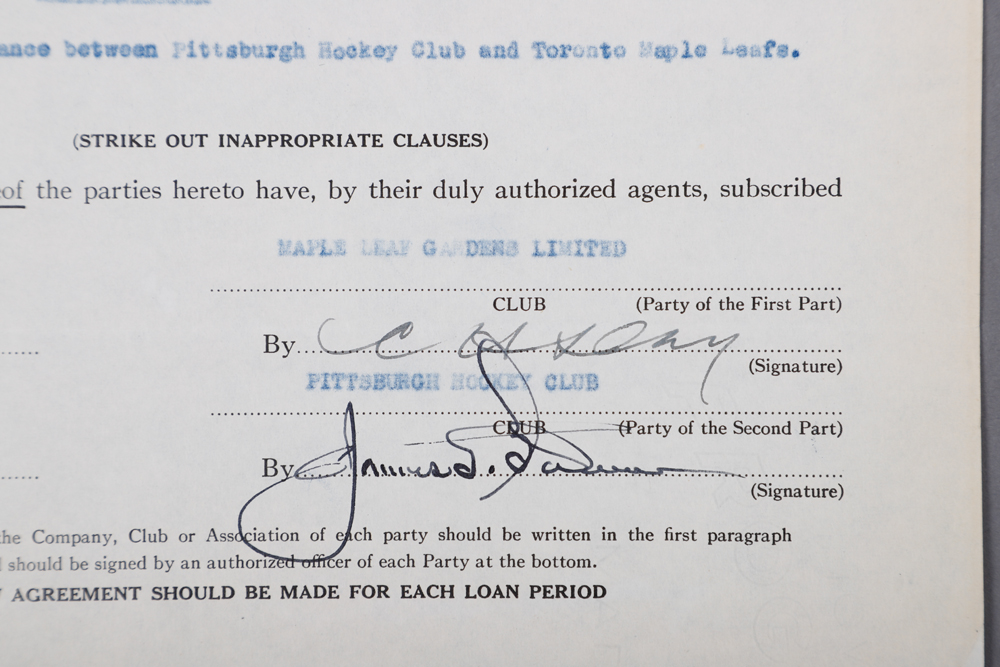 ance between Pittsburgh Hockey Club and Toronto Maple Leafs.
(STRIKE OUT INAPPROPRIATE CLAUSES)
of the parties hereto have, by their duly authorized agents, subscribed
MAPLE LEAF GARDENS LIMITED
CLUB (Party of the First Part)
By C H S Day
(Signature)
PITTSBURGH HOCKEY CLUB
CLUB (Party of the Second Part)
By James
(Signature)
the Company, Club or Association of each party should be written in the first paragraph
should be signed by an authorized officer of each Party at the bottom.
AGREEMENT SHOULD BE MADE FOR EACH LOAN PERIOD